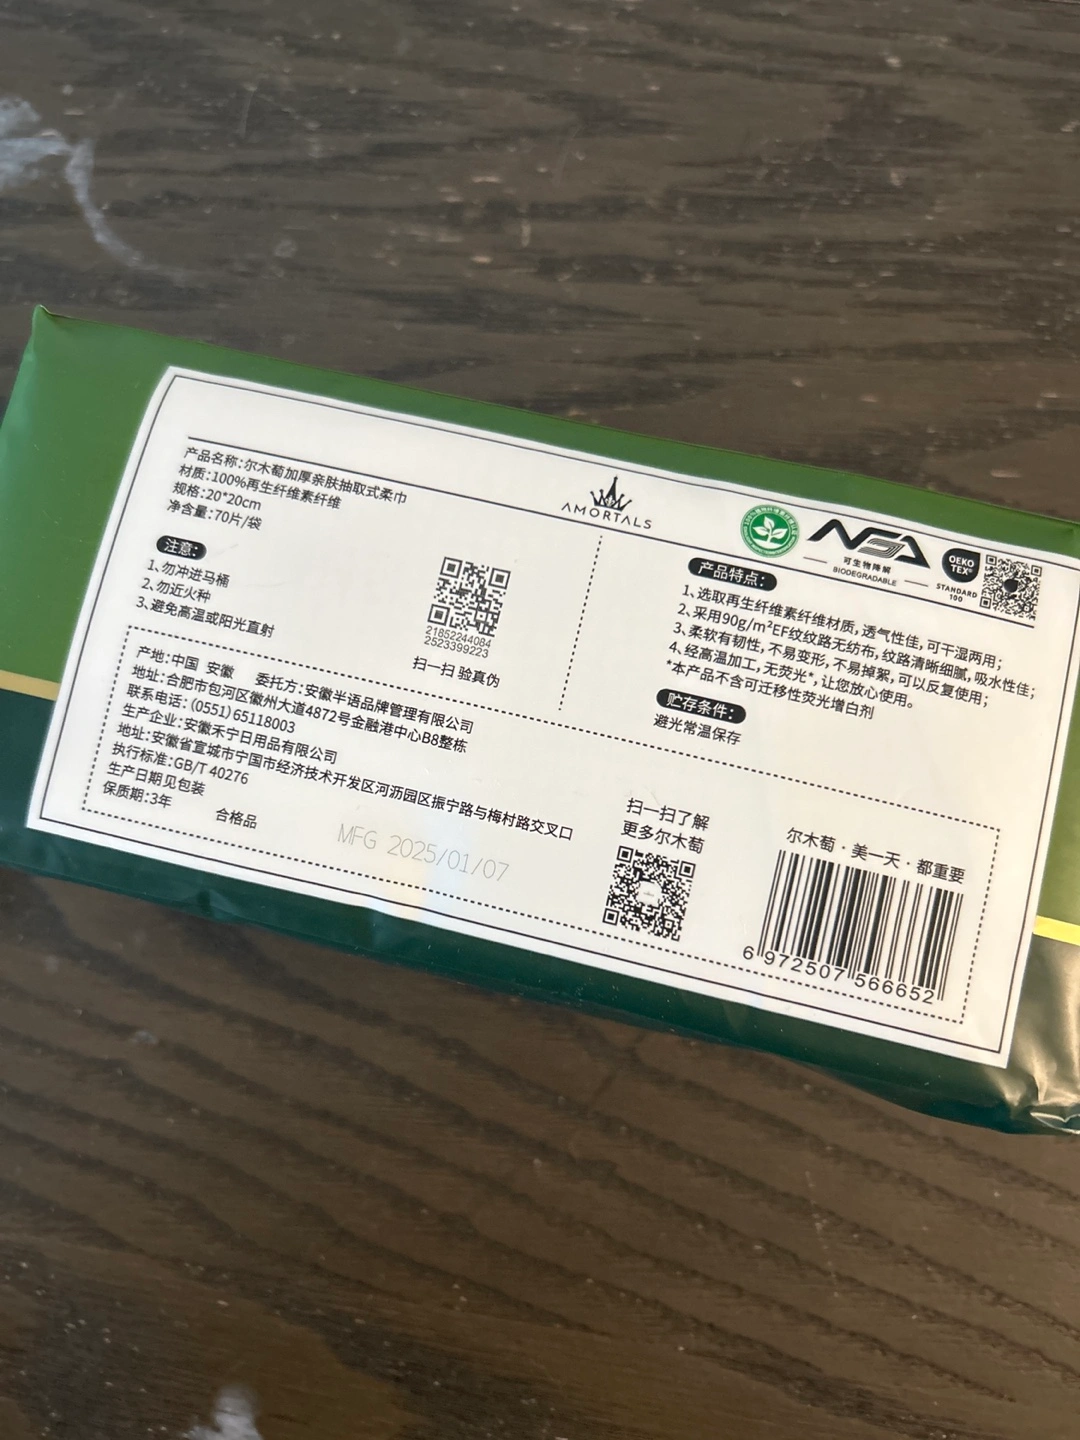 产品名称:尔木萄加厚亲肤抽取式柔巾
材质:100%再生纤维素纤维
规格:20*20cm
净含量:70片/袋
注意:
1、勿冲进马桶
2、勿近火种
3、避免高温或阳光直射
21852244084
2523399223
扫一扫 验真伪
AMORTALS
NSA
可生物降解
BIODEGRADABLE
OEKO
TEX®
STANDARD
100
产品特点:
1、选取再生纤维素纤维材质,透气性佳,可干湿两用;
2、采用90g/m²EF纹纹路无纺布,纹路清晰细腻,吸水性佳;
3、柔软有韧性,不易变形,不易掉絮,可以反复使用;
4、经高温加工,无荧光*,让您放心使用。
*本产品不含可迁移性荧光增白剂
贮存条件:
避光常温保存
产地:中国 安徽 委托方:安徽半语品牌管理有限公司
地址:合肥市包河区徽州大道4872号金融港中心B8整栋
联系电话:(0551)65118003
生产企业:安徽禾宁日用品有限公司
地址:安徽省宣城市宁国市经济技术开发区河沥园区振宁路与梅村路交叉口
执行标准:GB/T 40276
生产日期见包装
保质期:3年
合格品
MFG 2025/01/07
扫一扫了解
更多尔木萄
尔木萄·美一天·都重要
6 972507 566652